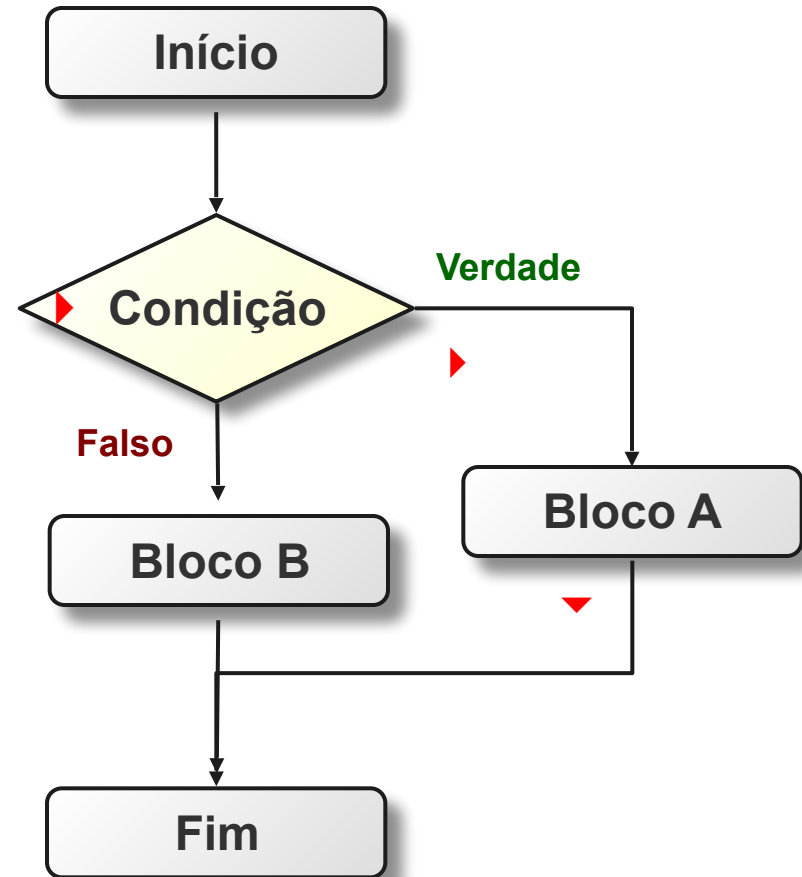 Início
Verdade
Condição
Falso
Bloco A
Bloco B
Fim